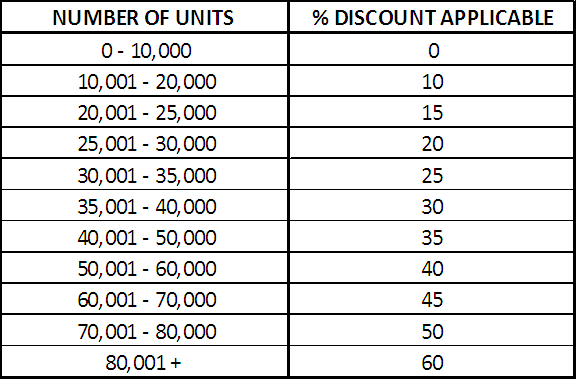 NUMBER OF UNITS % DISCOUNT APPLICABLE
0 - 10,000 0
10,001 - 20,000 10
20,001 - 25,000 15
25,001 - 30,000 20
30,001 - 35,000 25
35,001 - 40,000 30
40,001 - 50,000 35
50,001 - 60,000 40
60,001 - 70,000 45
70,001 - 80,000 50
80,001 + 60